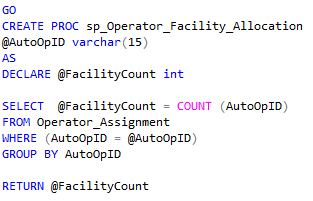 GO
CREATE PROC sp_Operator_Facility_Allocation
@AutoOpID varchar(15)
AS
DECLARE @FacilityCount int
SELECT  @FacilityCount = COUNT (AutoOpID)
FROM Operator_Assignment
WHERE (AutoOpID = @AutoOpID)
GROUP BY AutoOpID
RETURN @FacilityCount